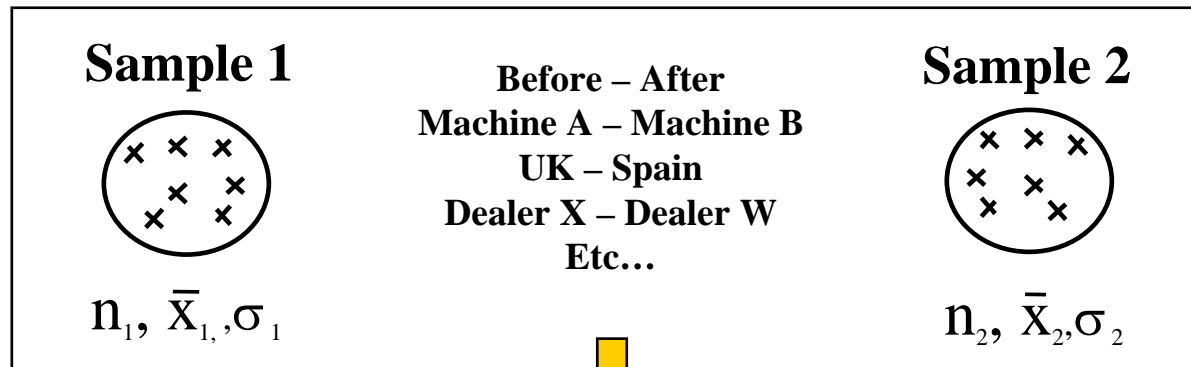 Sample 1
n₁, x̄₁, ,σ₁
Before – After
Machine A – Machine B
UK – Spain
Dealer X – Dealer W
Etc…
Sample 2
n₂, x̄₂,σ₂